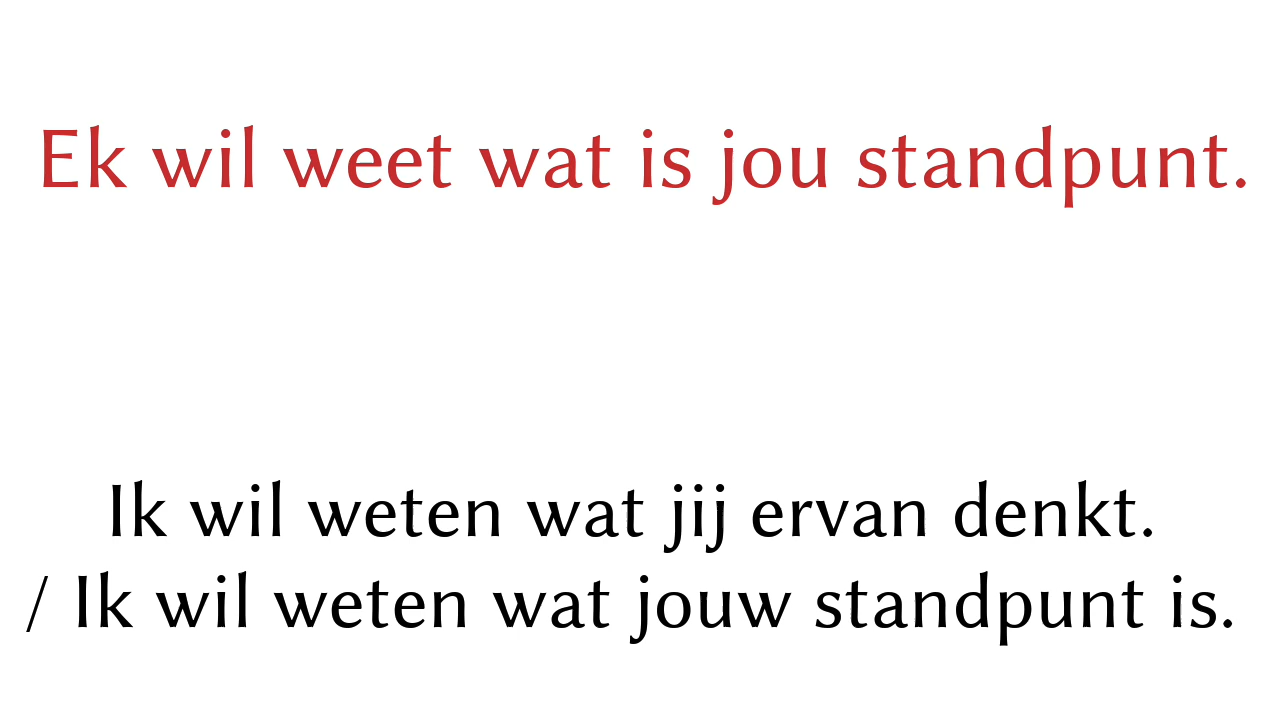 Ek wil weet wat is jou standpunt.
Ik wil weten wat jij ervan denkt.
/ Ik wil weten wat jouw standpunt is.